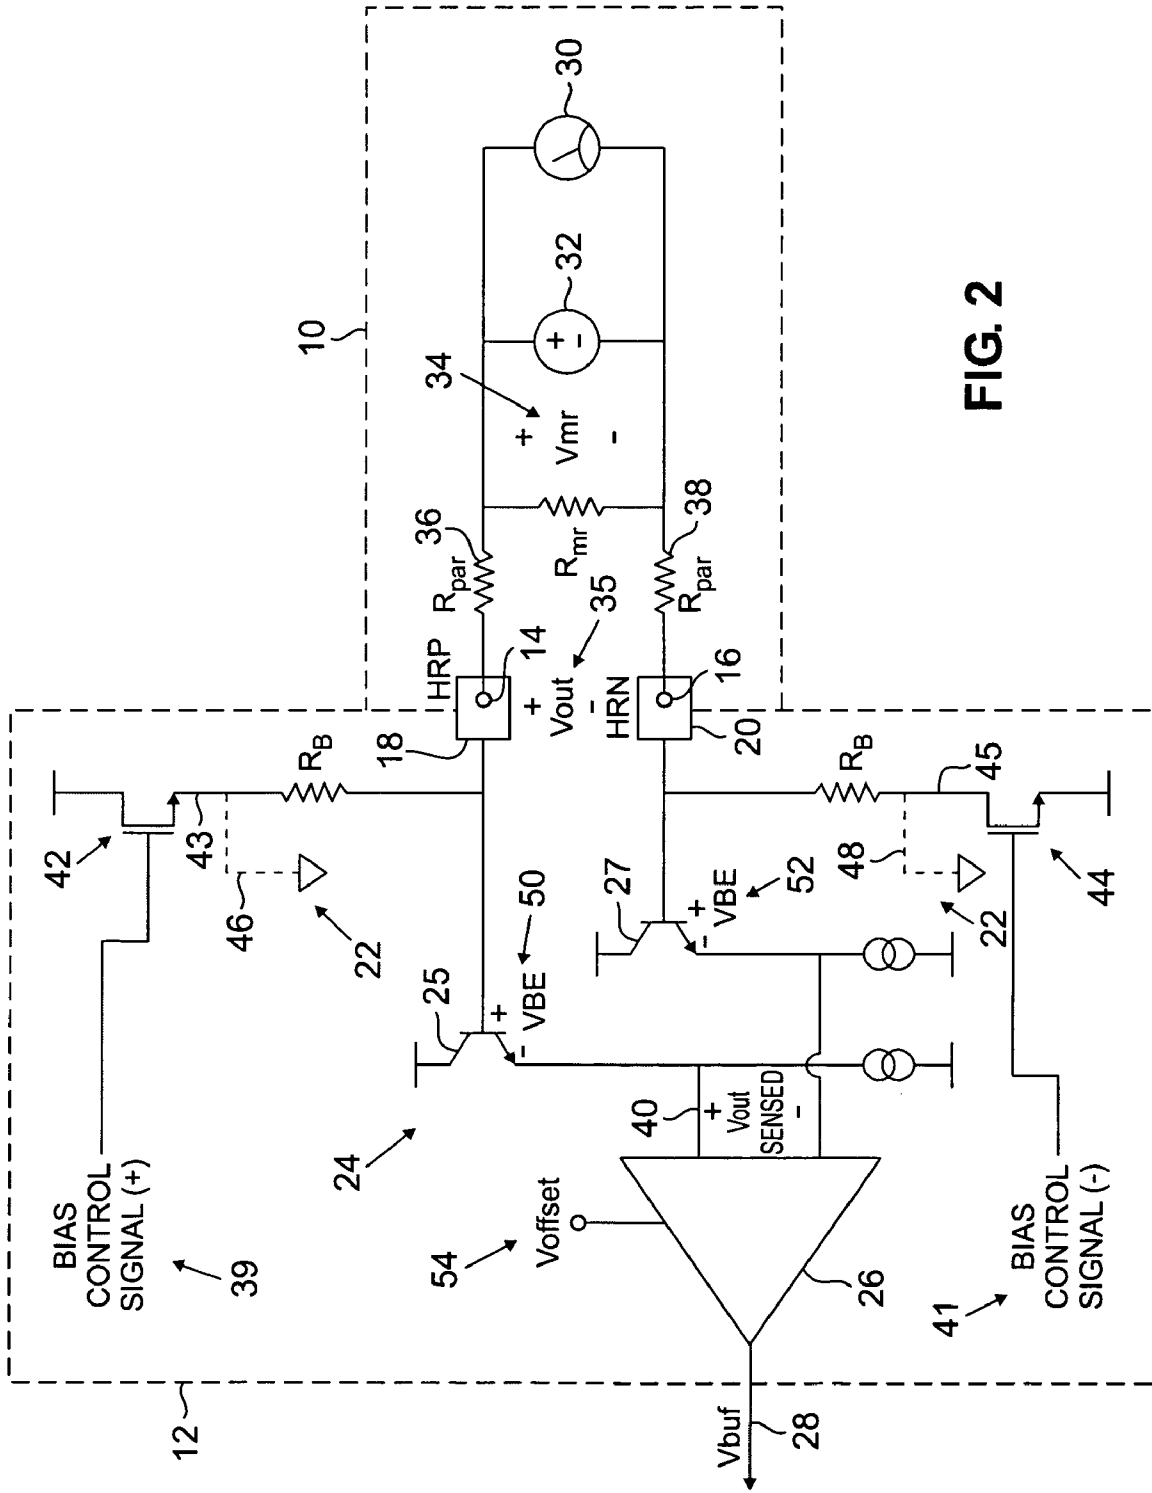 10
30
32
34
+
Vmr
-
+
-
36
Rpar
Rmr
38
Rpar
35
HRP
14
+
Vout
-
HRN
16
18
20
RB
42
43
46
22
RB
45
48
22
44
50
+
VBE
-
25
27
52
+
VBE
-
24
40
+
Vout
SENSED
-
Voffset
54
26
BIAS
CONTROL
SIGNAL (+)
39
BIAS
CONTROL
SIGNAL (-)
41
12
Vbuf
28
FIG. 2